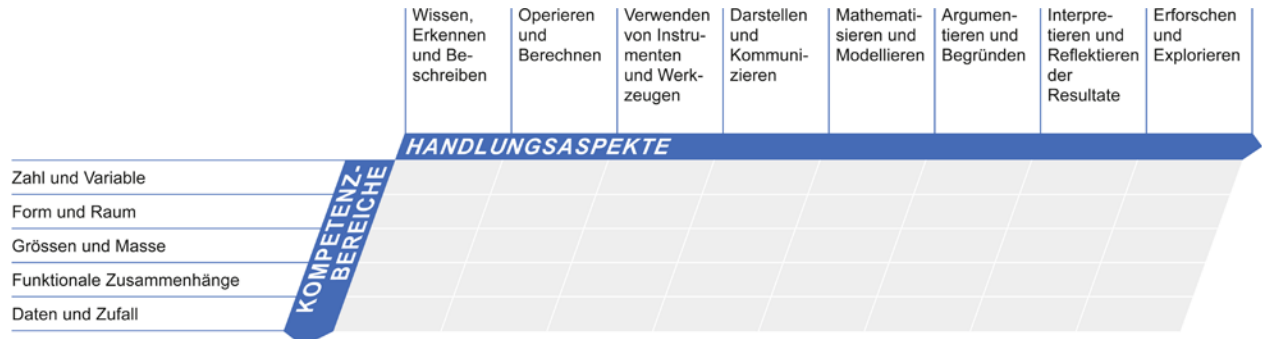 Wissen,
Erkennen
und Be-
schreiben
Operieren
und
Berechnen
Verwenden
von Instru-
menten
und Werk-
zeugen
Darstellen
und
Kommuni-
zieren
Mathemati-
sieren und
Modellieren
Argumen-
tieren und
Begründen
Interpre-
tieren und
Reflektieren
der
Resultate
Erforschen
und
Explorieren
HANDLUNGSASPEKTE
KOMPETENZ-
BEREICHE
Zahl und Variable
Form und Raum
Grössen und Masse
Funktionale Zusammenhänge
Daten und Zufall